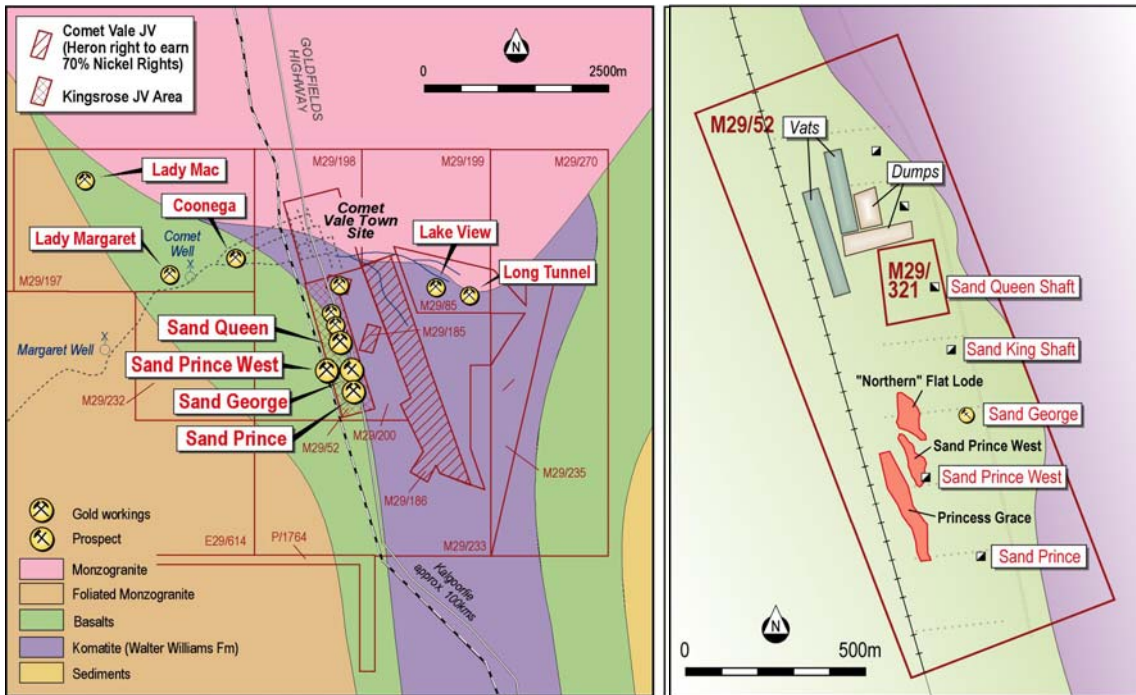 Comet Vale JV
(Heron right to earn
70% Nickel Rights)
Kingsrose JV Area
GOLDFIELDS
HIGHWAY
N
0 2500m
M29/198
M29/199
M29/270
Lady Mac
Coonega
Comet
Vale Town
Site
Lady Margaret
Comet
Well
Lake View
Long Tunnel
M29/197
M29/85
Sand Queen
M29/185
Margaret Well
Sand Prince West
M29/232
Sand George
Sand Prince
M29/200
M29/52
M29/235
M29/186
Gold workings
Prospect
E29/614
P/1764
M29/233
Monzogranite
Foliated Monzogranite
Basalts
Komatite (Walter Williams Fm)
Sediments
Kalgoorlie
approx 100kms
M29/52
Vats
Dumps
M29/
321
Sand Queen Shaft
Sand King Shaft
"Northern" Flat Lode
Sand George
Sand Prince West
Sand Prince West
Princess Grace
Sand Prince
N
0 500m